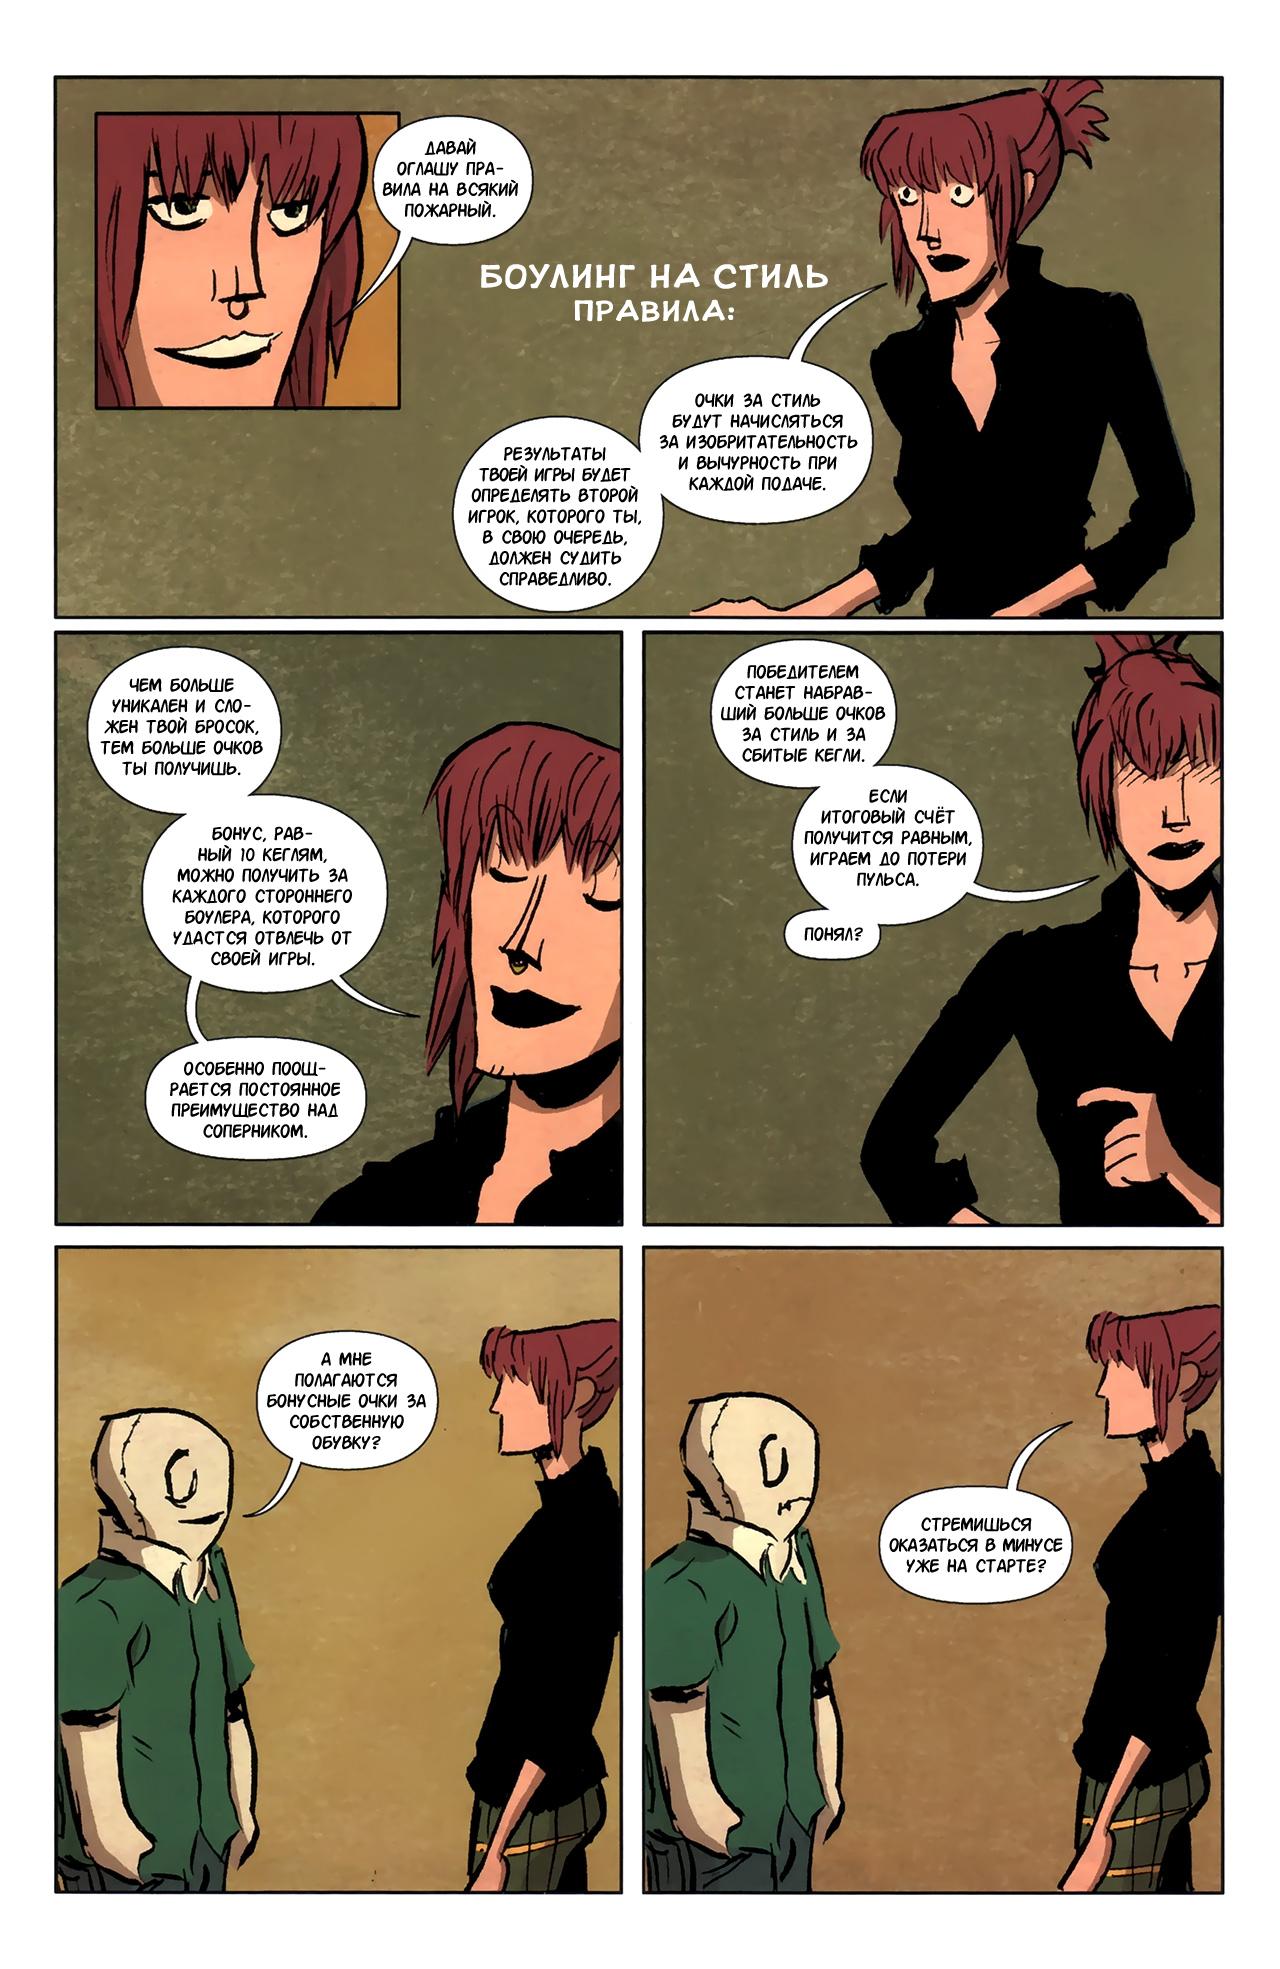 ДАВАЙ
ОГЛАШУ ПРА-
ВИЛА НА ВСЯКИЙ
ПОЖАРНЫЙ.
БОУЛИНГ НА СТИЛЬ
ПРАВИЛА:
ОЧКИ ЗА СТИЛЬ
БУДУТ НАЧИСЛЯТЬСЯ
ЗА ИЗОБРИТАТЕЛЬНОСТЬ
И ВЫЧУРНОСТЬ ПРИ
КАЖДОЙ ПОДАЧЕ.
РЕЗУЛЬТАТЫ
ТВОЕЙ ИГРЫ БУДЕТ
ОПРЕДЕЛЯТЬ ВТОРОЙ
ИГРОК, КОТОРОГО ТЫ,
В СВОЮ ОЧЕРЕДЬ,
ДОЛЖЕН СУДИТЬ
СПРАВЕДЛИВО.
ЧЕМ БОЛЬШЕ
УНИКАЛЕН И СЛО-
ЖЕН ТВОЙ БРОСОК,
ТЕМ БОЛЬШЕ ОЧКОВ
ТЫ ПОЛУЧИШЬ.
БОНУС, РАВ-
НЫЙ 10 КЕГЛЯМ,
МОЖНО ПОЛУЧИТЬ ЗА
КАЖДОГО СТОРОННЕГО
БОУЛЕРА, КОТОРОГО
УДАСТСЯ ОТВЛЕЧЬ ОТ
СВОЕЙ ИГРЫ.
ОСОБЕННО ПООЩ-
РАЕТСЯ ПОСТОЯННОЕ
ПРЕИМУЩЕСТВО НАД
СОПЕРНИКОМ.
ПОБЕДИТЕЛЕМ
СТАНЕТ НАБРАВ-
ШИЙ БОЛЬШЕ ОЧКОВ
ЗА СТИЛЬ И ЗА
СБИТЫЕ КЕГЛИ.
ЕСЛИ
ИТОГОВЫЙ СЧЁТ
ПОЛУЧИТСЯ РАВНЫМ,
ИГРАЕМ ДО ПОТЕРИ
ПУЛЬСА.
ПОНЯЛ?
А МНЕ
ПОЛАГАЮТСЯ
БОНУСНЫЕ ОЧКИ ЗА
СОБСТВЕННУЮ
ОБУВКУ?
СТРЕМИШЬСЯ
ОКАЗАТЬСЯ В МИНУСЕ
УЖЕ НА СТАРТЕ?